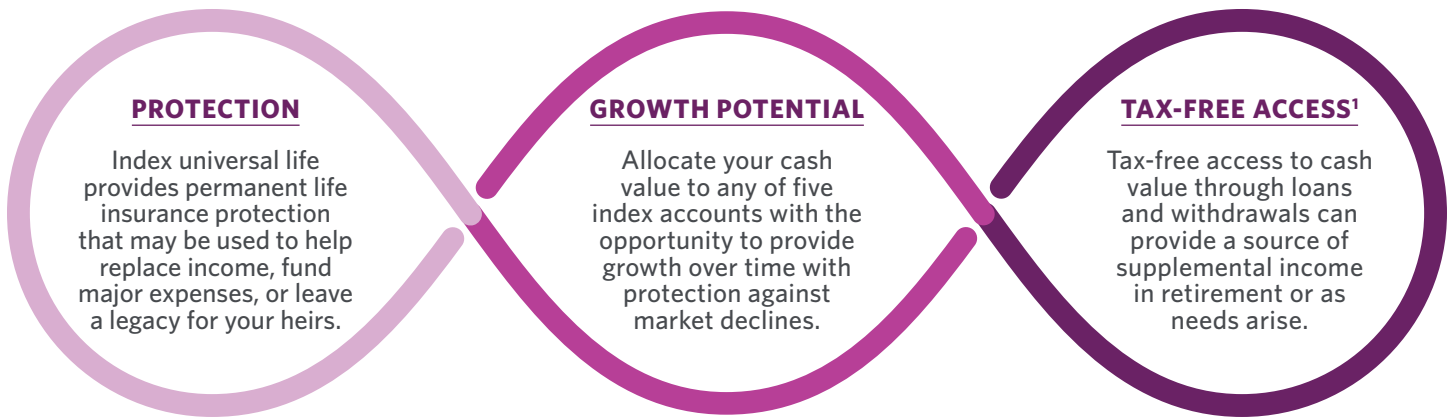 PROTECTION
Index universal life
provides permanent life
insurance protection
that may be used to help
replace income, fund
major expenses, or leave
a legacy for your heirs.
GROWTH POTENTIAL
Allocate your cash
value to any of five
index accounts with the
opportunity to provide
growth over time with
protection against
market declines.
TAX-FREE ACCESS¹
Tax-free access to cash
value through loans
and withdrawals can
provide a source of
supplemental income
in retirement or as
needs arise.